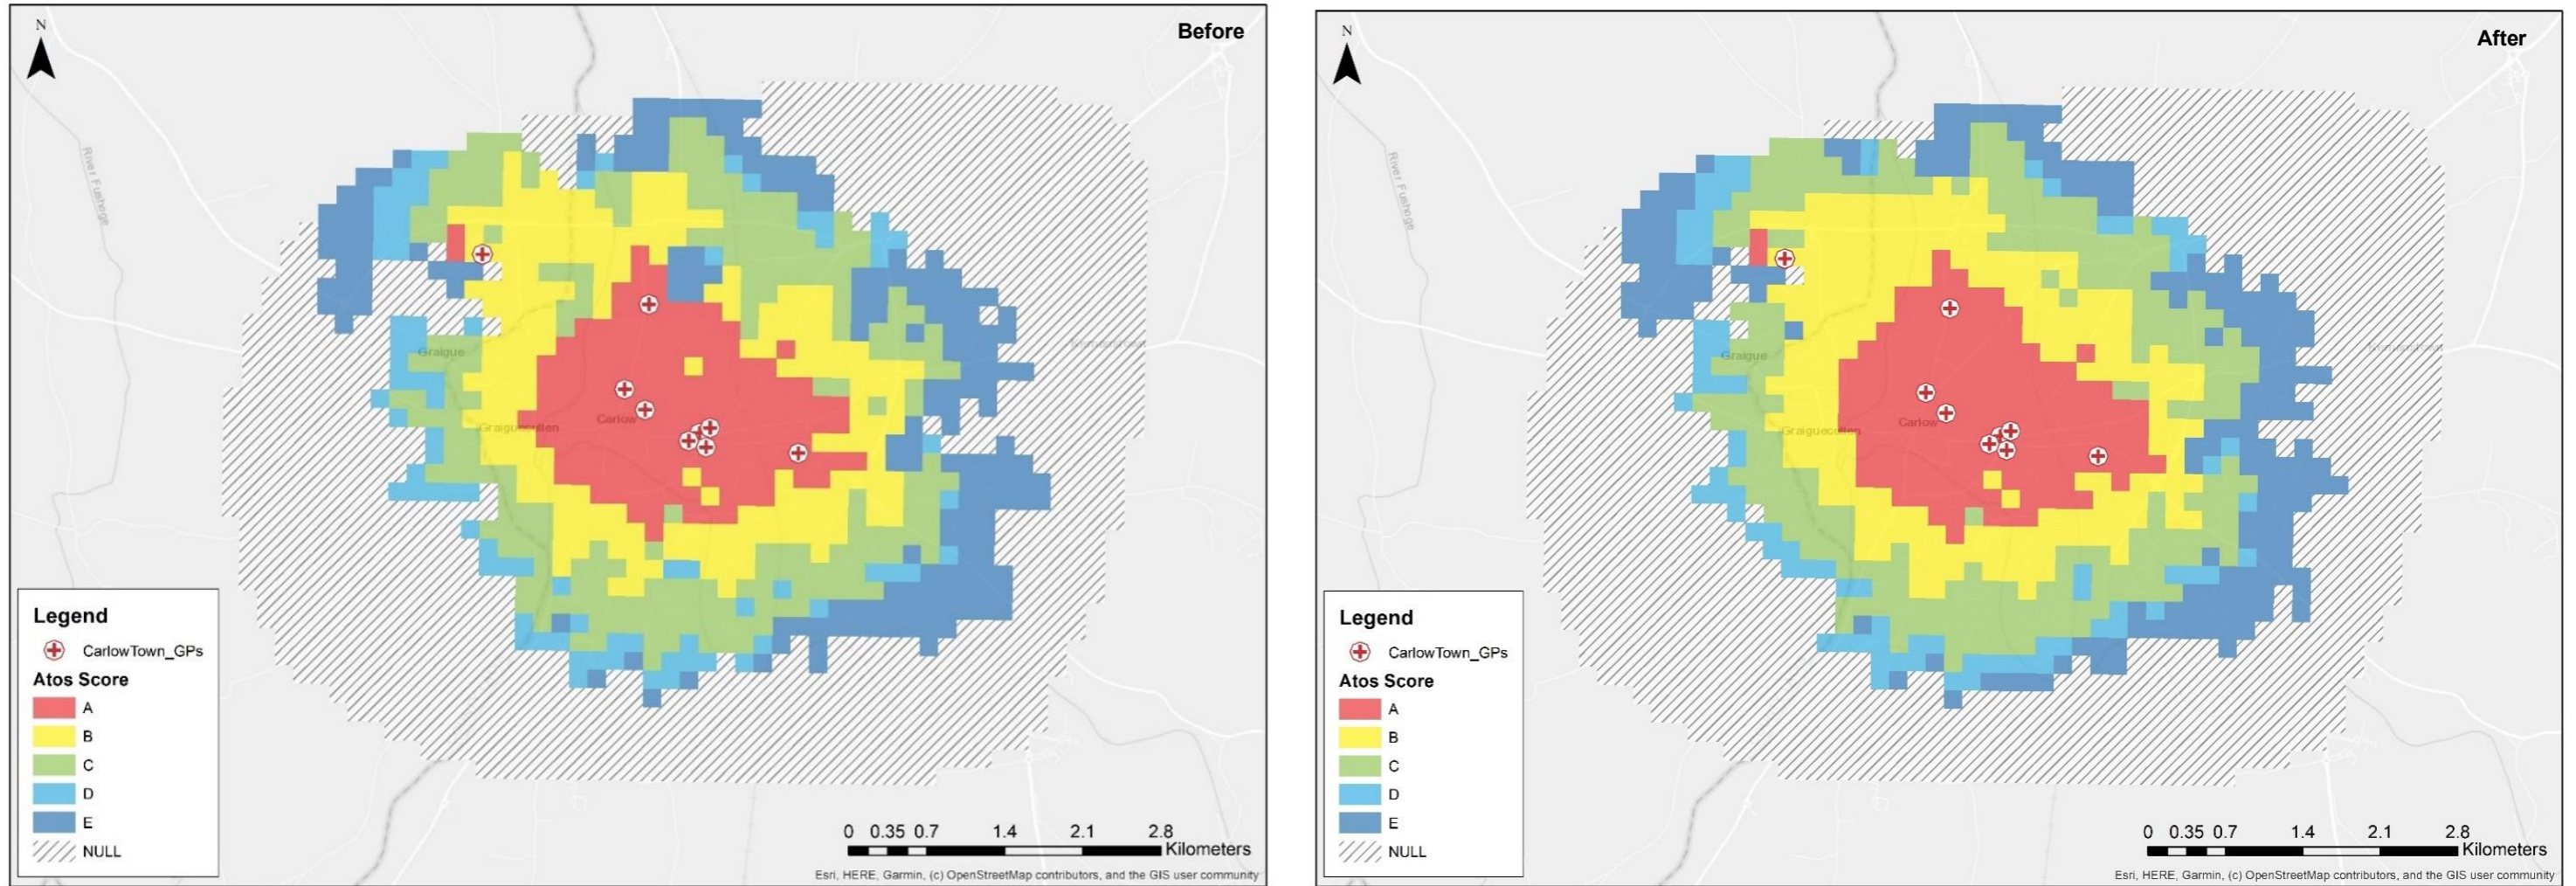 N
Before
River Fushoge
Graigue
Graiguecullen
Carlow
Legend
CarlowTown_GPs
Atos Score
A
B
C
D
E
NULL
0 0.35 0.7 1.4 2.1 2.8
Kilometers
Esri, HERE, Garmin, (c) OpenStreetMap contributors, and the GIS user community
N
After
River Fushoge
Graigue
Graiguecullen
Carlow
Legend
CarlowTown_GPs
Atos Score
A
B
C
D
E
NULL
0 0.35 0.7 1.4 2.1 2.8
Kilometers
Esri, HERE, Garmin, (c) OpenStreetMap contributors, and the GIS user community